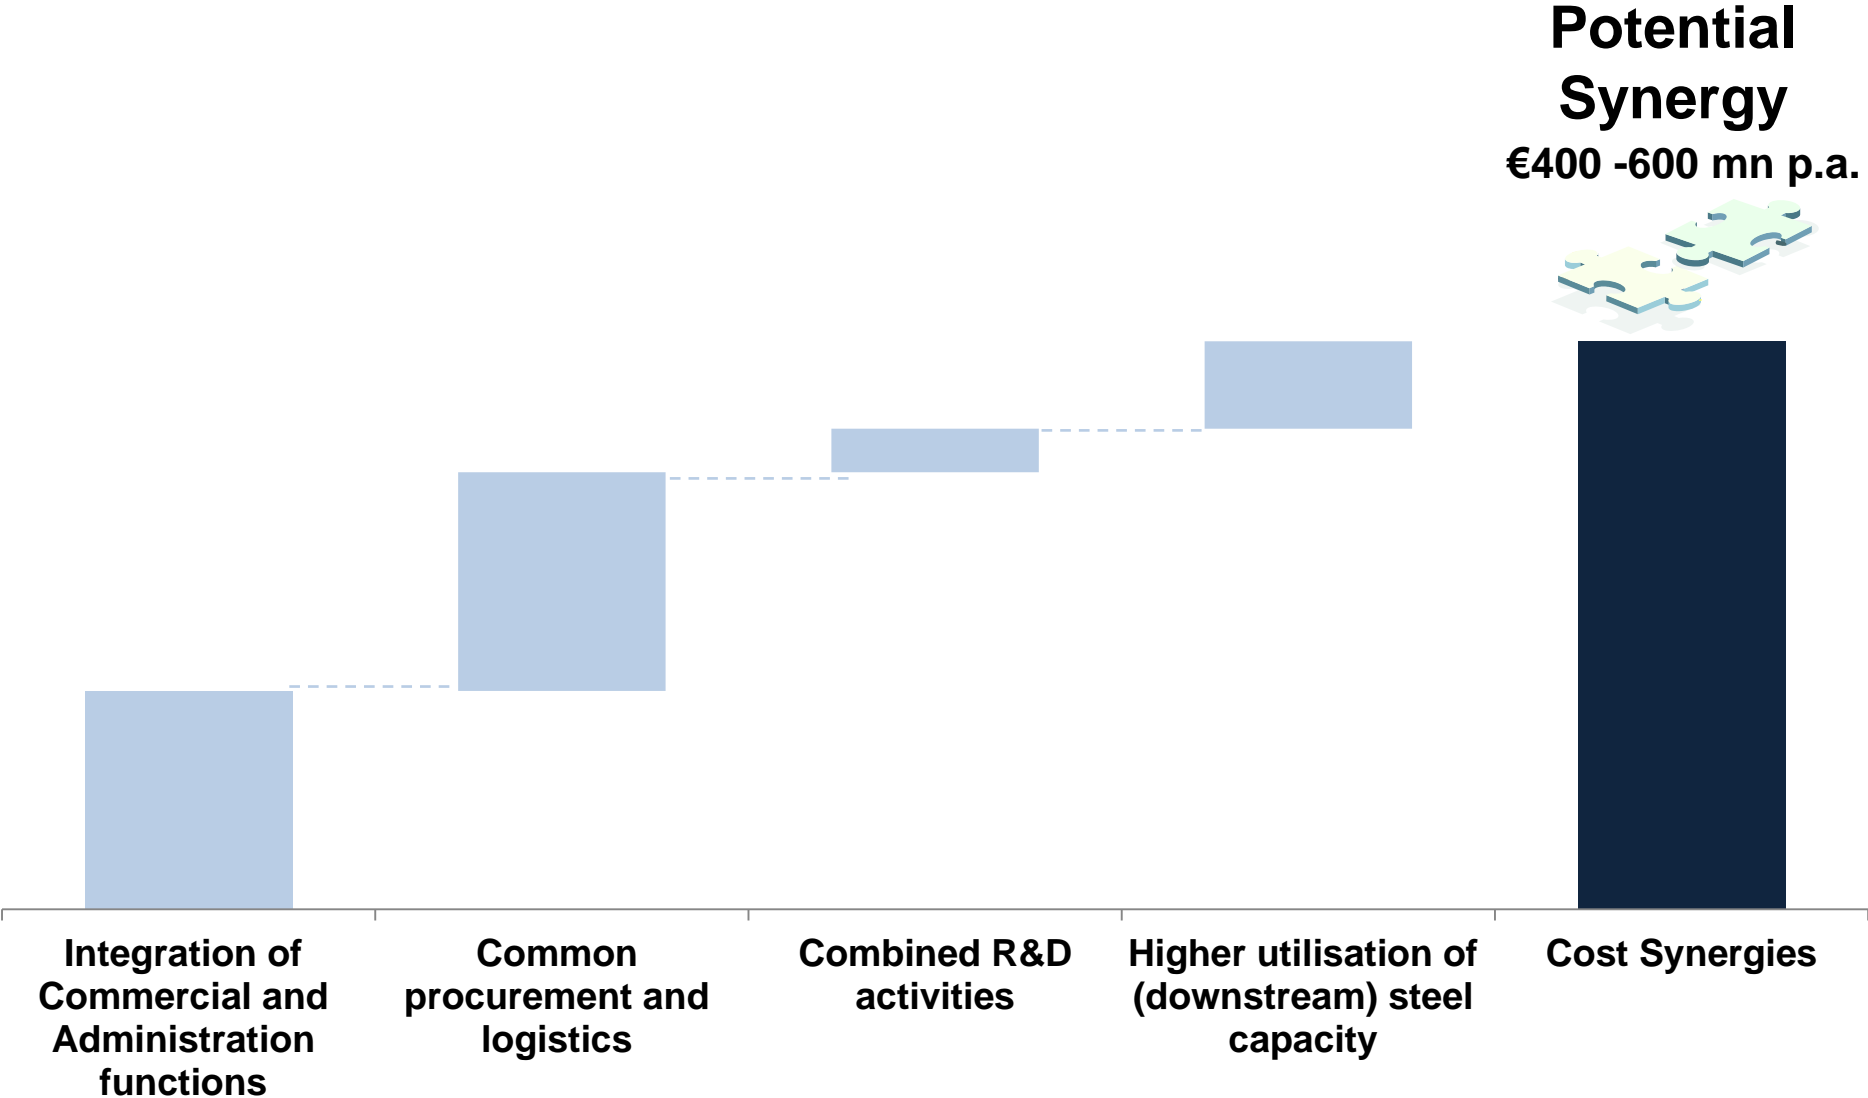 Potential
Synergy
€400 -600 mn p.a.
Integration of
Commercial and
Administration
functions
Common
procurement and
logistics
Combined R&D
activities
Higher utilisation of
(downstream) steel
capacity
Cost Synergies